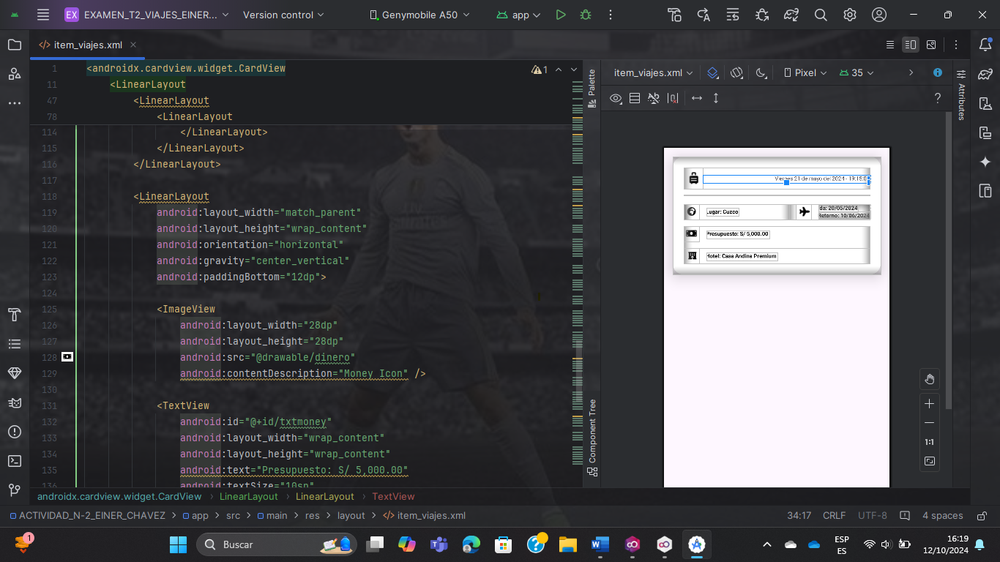 EX EXAMEN_T2_VIAJES_EINER... Version control Genymobile A50 app
item_viajes.xml
1 <androidx.cardview.widget.CardView 1
11 <LinearLayout
47 <LinearLayout
78 <LinearLayout
114 </LinearLayout>
115 </LinearLayout>
116 </LinearLayout>
117
118 <LinearLayout
119 android:layout_width="match_parent"
120 android:layout_height="wrap_content"
121 android:orientation="horizontal"
122 android:gravity="center_vertical"
123 android:paddingBottom="12dp">
124
125 <ImageView
126 android:layout_width="28dp"
127 android:layout_height="28dp"
128 android:src="@drawable/dinero"
129 android:contentDescription="Money Icon" />
130
131 <TextView
132 android:id="@+id/txtmoney"
133 android:layout_width="wrap_content"
134 android:layout_height="wrap_content"
135 android:text="Presupuesto: S/ 5,000.00"
136 android:textSize="10sp"
Palette
Component Tree
item_viajes.xml Pixel 35
?
Attributes
Viernes 21 de mayo del 2024 - 19:15:0
Lugar: Cuzco
Ida: 20/05/2024
Retorno: 10/06/2024
Presupuesto: S/ 5,000.00
Hotel: Casa Andina Premium
1:1
androidx.cardview.widget.CardView > LinearLayout > LinearLayout > TextView
ACTIVIDAD_N-2_EINER_CHAVEZ > app > src > main > res > layout > item_viajes.xml 34:17 CRLF UTF-8 4 spaces
1
Buscar
ESP
ES
16:19
12/10/2024